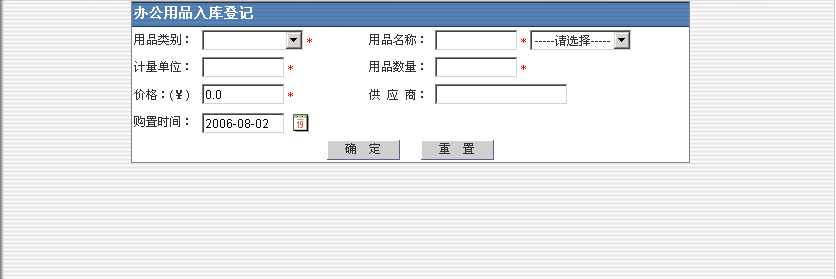 办公用品入库登记
用品类别： * 用品名称： * -----请选择-----
计量单位： * 用品数量： *
价格：(￥) 0.0 * 供 应 商：
购置时间： 2006-08-02 19
确 定 重 置